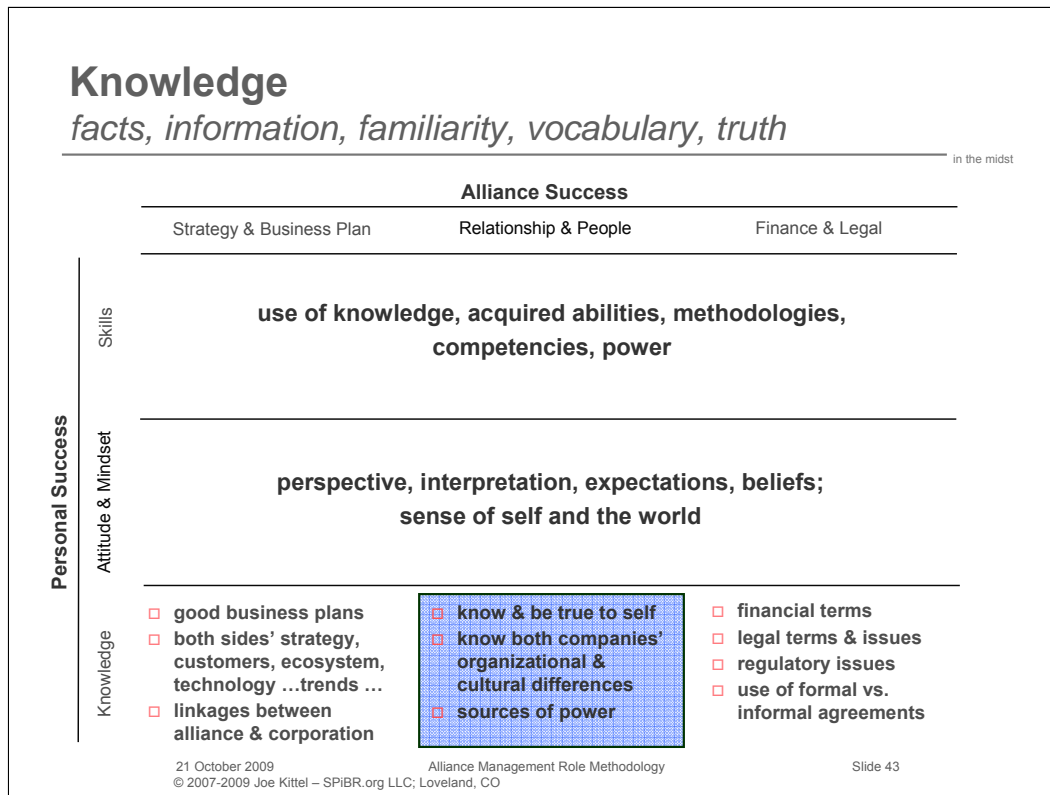 Knowledge
facts, information, familiarity, vocabulary, truth
in the midst
Alliance Success
Strategy & Business Plan
Relationship & People
Finance & Legal
Personal Success
Skills
use of knowledge, acquired abilities, methodologies,
competencies, power
Attitude & Mindset
perspective, interpretation, expectations, beliefs;
sense of self and the world
Knowledge
good business plans
both sides’ strategy,
customers, ecosystem,
technology …trends …
linkages between
alliance & corporation
know & be true to self
know both companies’
organizational &
cultural differences
sources of power
financial terms
legal terms & issues
regulatory issues
use of formal vs.
informal agreements
21 October 2009
Alliance Management Role Methodology
Slide 43
© 2007-2009 Joe Kittel – SPiBR.org LLC; Loveland, CO